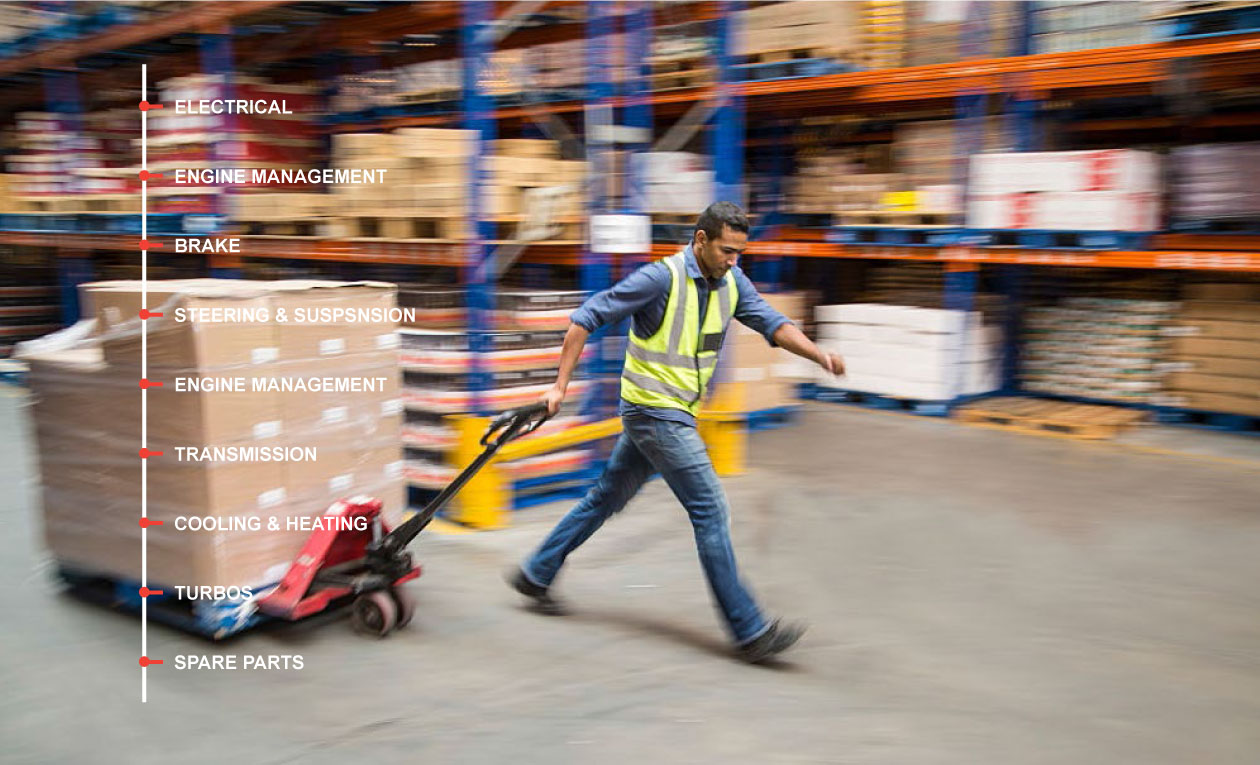 ELECTRICAL
ENGINE MANAGEMENT
BRAKE
STEERING & SUSPSNSION
ENGINE MANAGEMENT
TRANSMISSION
COOLING & HEATING
TURBOS
SPARE PARTS